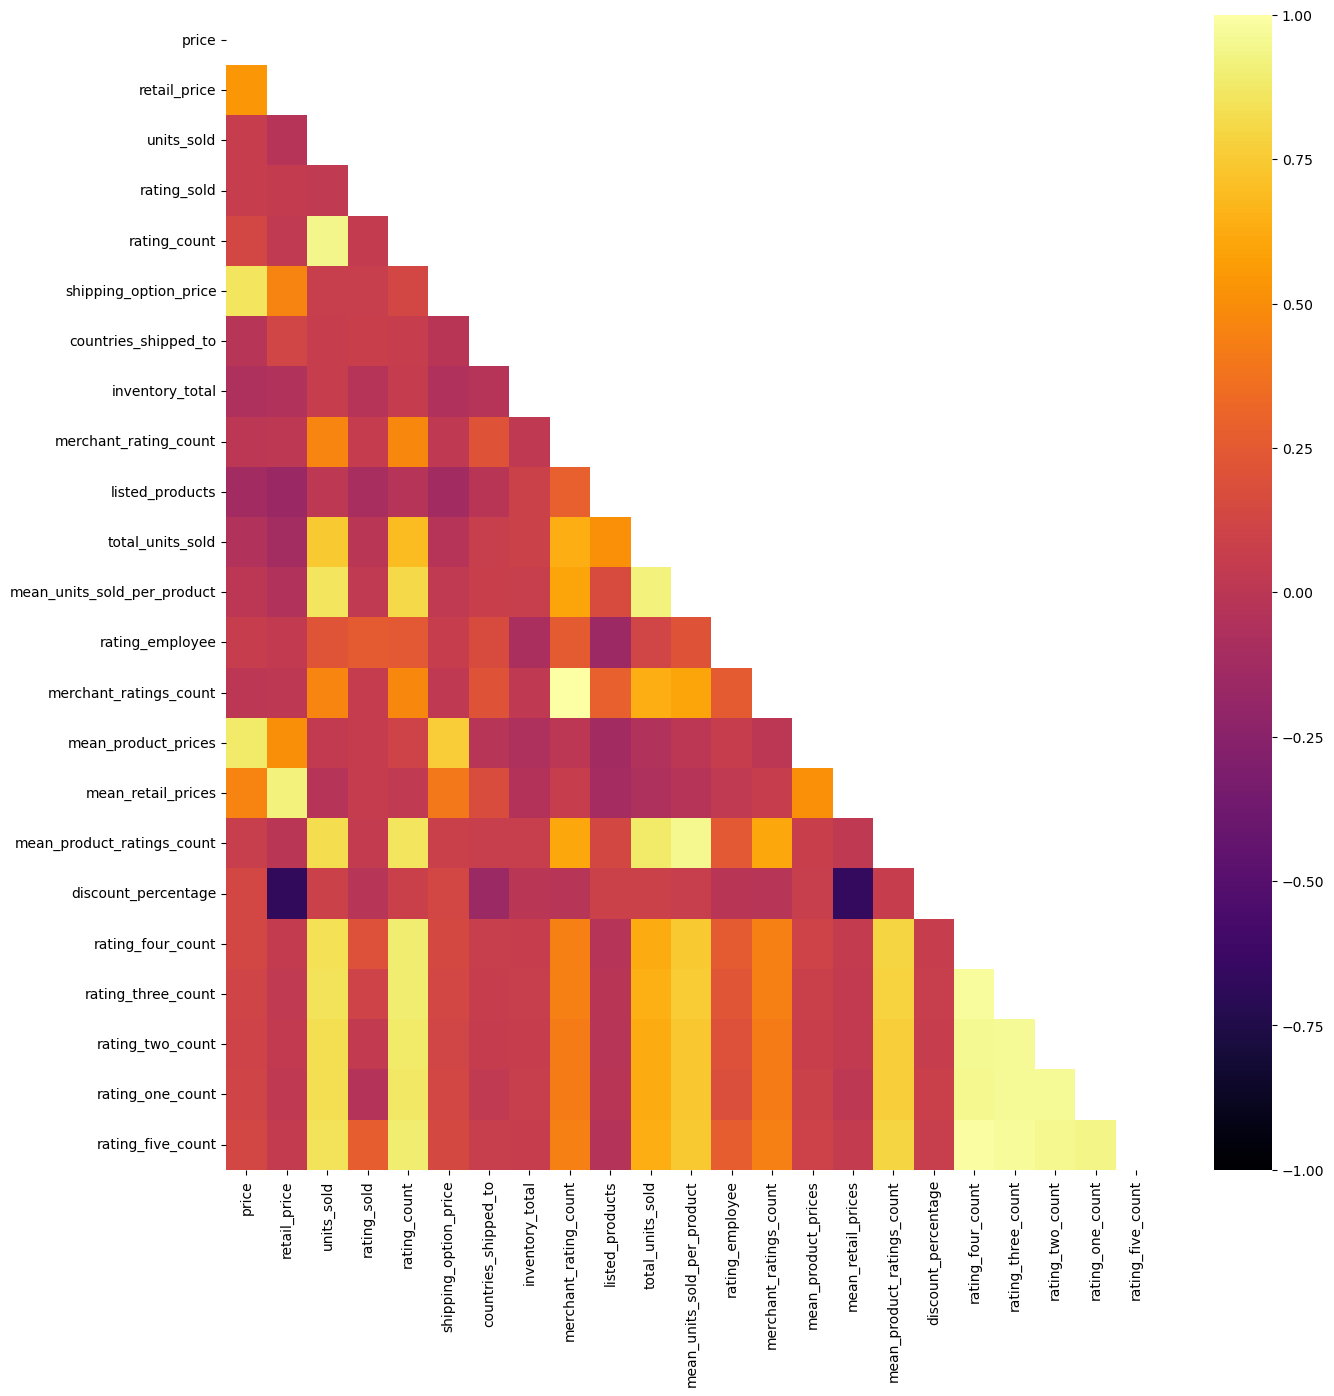 price
retail_price
units_sold
rating_sold
rating_count
shipping_option_price
countries_shipped_to
inventory_total
merchant_rating_count
listed_products
total_units_sold
mean_units_sold_per_product
rating_employee
merchant_ratings_count
mean_product_prices
mean_retail_prices
mean_product_ratings_count
discount_percentage
rating_four_count
rating_three_count
rating_two_count
rating_one_count
rating_five_count
price
retail_price
units_sold
rating_sold
rating_count
shipping_option_price
countries_shipped_to
inventory_total
merchant_rating_count
listed_products
total_units_sold
mean_units_sold_per_product
rating_employee
merchant_ratings_count
mean_product_prices
mean_retail_prices
mean_product_ratings_count
discount_percentage
rating_four_count
rating_three_count
rating_two_count
rating_one_count
rating_five_count
1.00
0.75
0.50
0.25
0.00
−0.25
−0.50
−0.75
−1.00